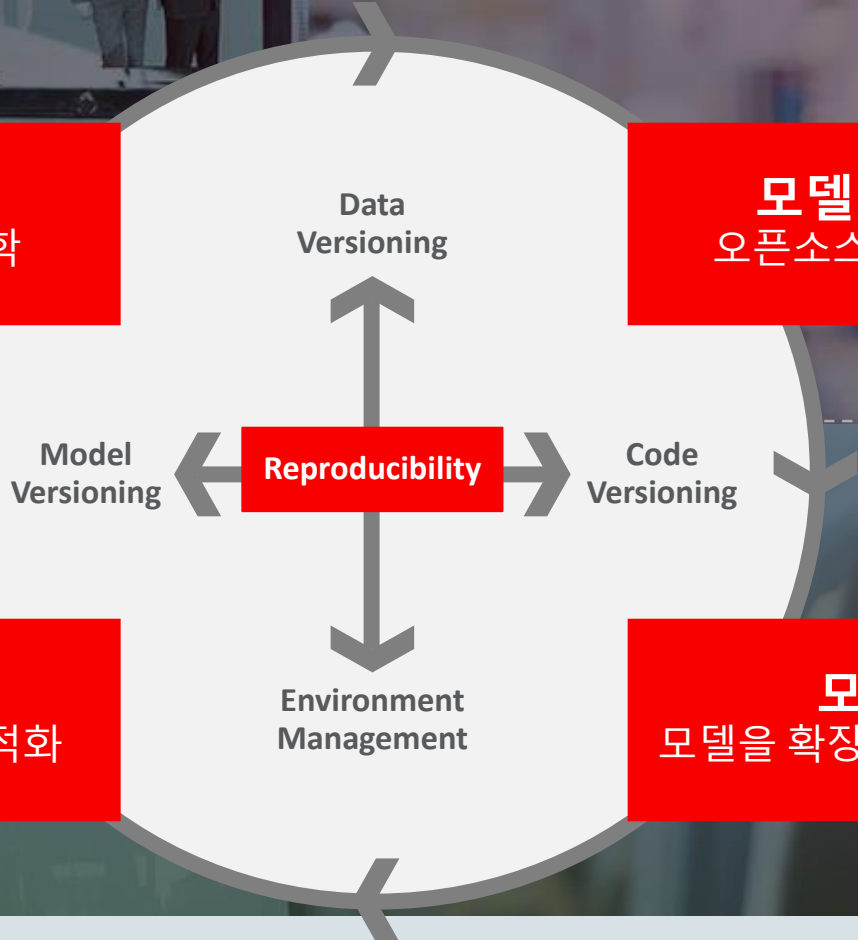 Data
Versioning
모델
오픈소스
Model
Versioning
Reproducibility
Code
Versioning
Environment
Management
적화
모
모델을 확장